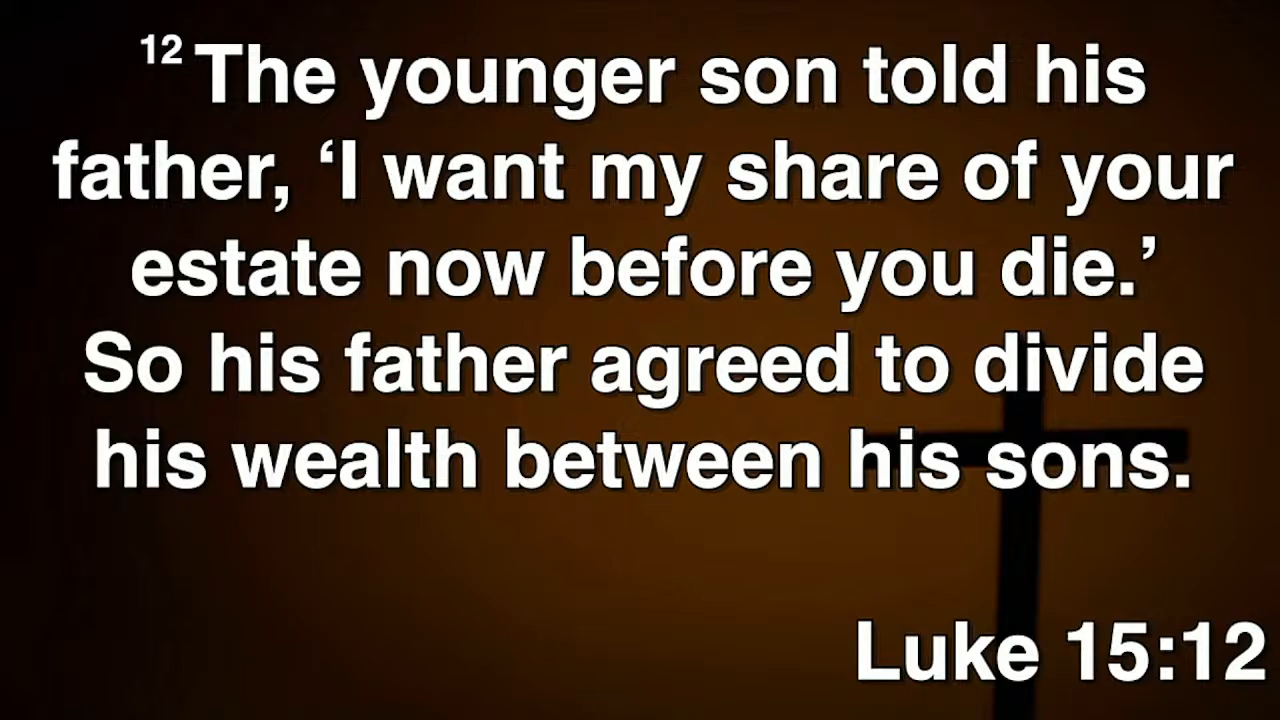 12 The younger son told his
father, ‘I want my share of your
estate now before you die.’
So his father agreed to divide
his wealth between his sons.
Luke 15:12